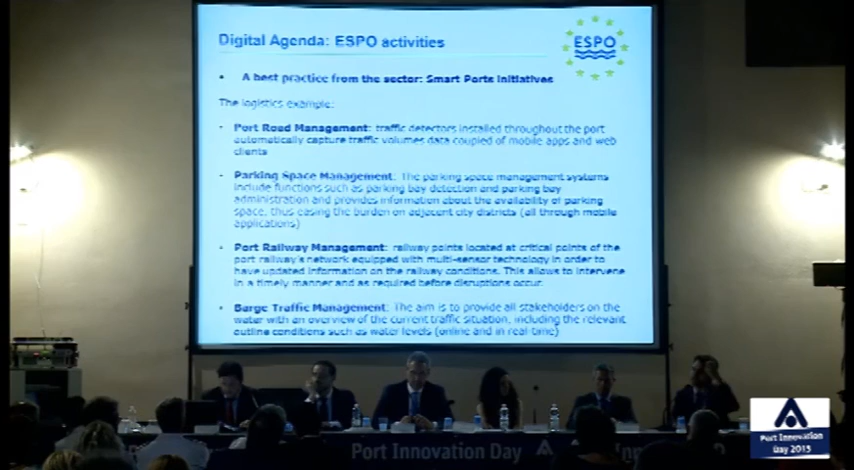 Digital Agenda: ESPO activities
ESPO
• A best practice from the sector: Smart Ports Initiatives
The logistics example:
• Port Road Management: traffic detectors installed throughout the port
automatically capture traffic volumes data coupled of mobile apps and web
clients
• Parking Space Management: The parking space management systems
include functions such as parking bay detection and parking bay
administration and provides information about the availability of parking
space, thus easing the burden on adjacent city districts (all through mobile
applications)
• Port Railway Management: railway points located at critical points of the
port railway's network equipped with multi-sensor technology in order to
have updated information on the railway conditions. This allows to intervene
in a timely manner and as required before disruptions occur.
• Barge Traffic Management: The aim is to provide all stakeholders on the
water with an overview of the current traffic situation, including the relevant
outline conditions such as water levels (online and in real-time)
Port Innovation Day
Port Innovation
Day 2015